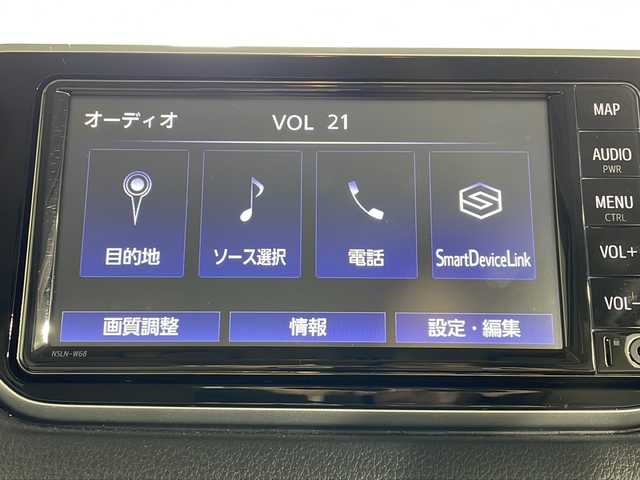 オーディオ VOL 21
目的地 ソース選択 電話 SmartDeviceLink
画質調整 情報 設定・編集
NSLN-W68
MAP
AUDIO
PWR
MENU
CTRL
VOL+
VOL-